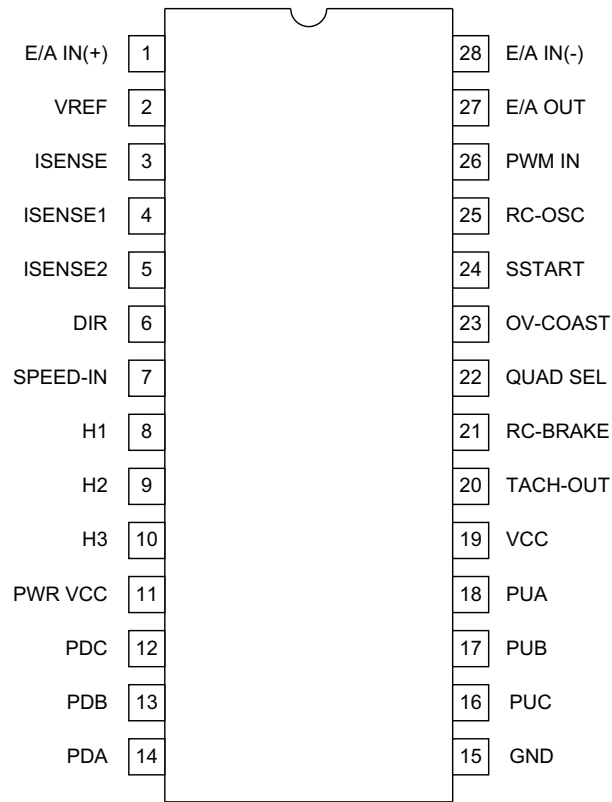 E/A IN(+) 1 28 E/A IN(-)
VREF 2 27 E/A OUT
ISENSE 3 26 PWM IN
ISENSE1 4 25 RC-OSC
ISENSE2 5 24 SSTART
DIR 6 23 OV-COAST
SPEED-IN 7 22 QUAD SEL
H1 8 21 RC-BRAKE
H2 9 20 TACH-OUT
H3 10 19 VCC
PWR VCC 11 18 PUA
PDC 12 17 PUB
PDB 13 16 PUC
PDA 14 15 GND